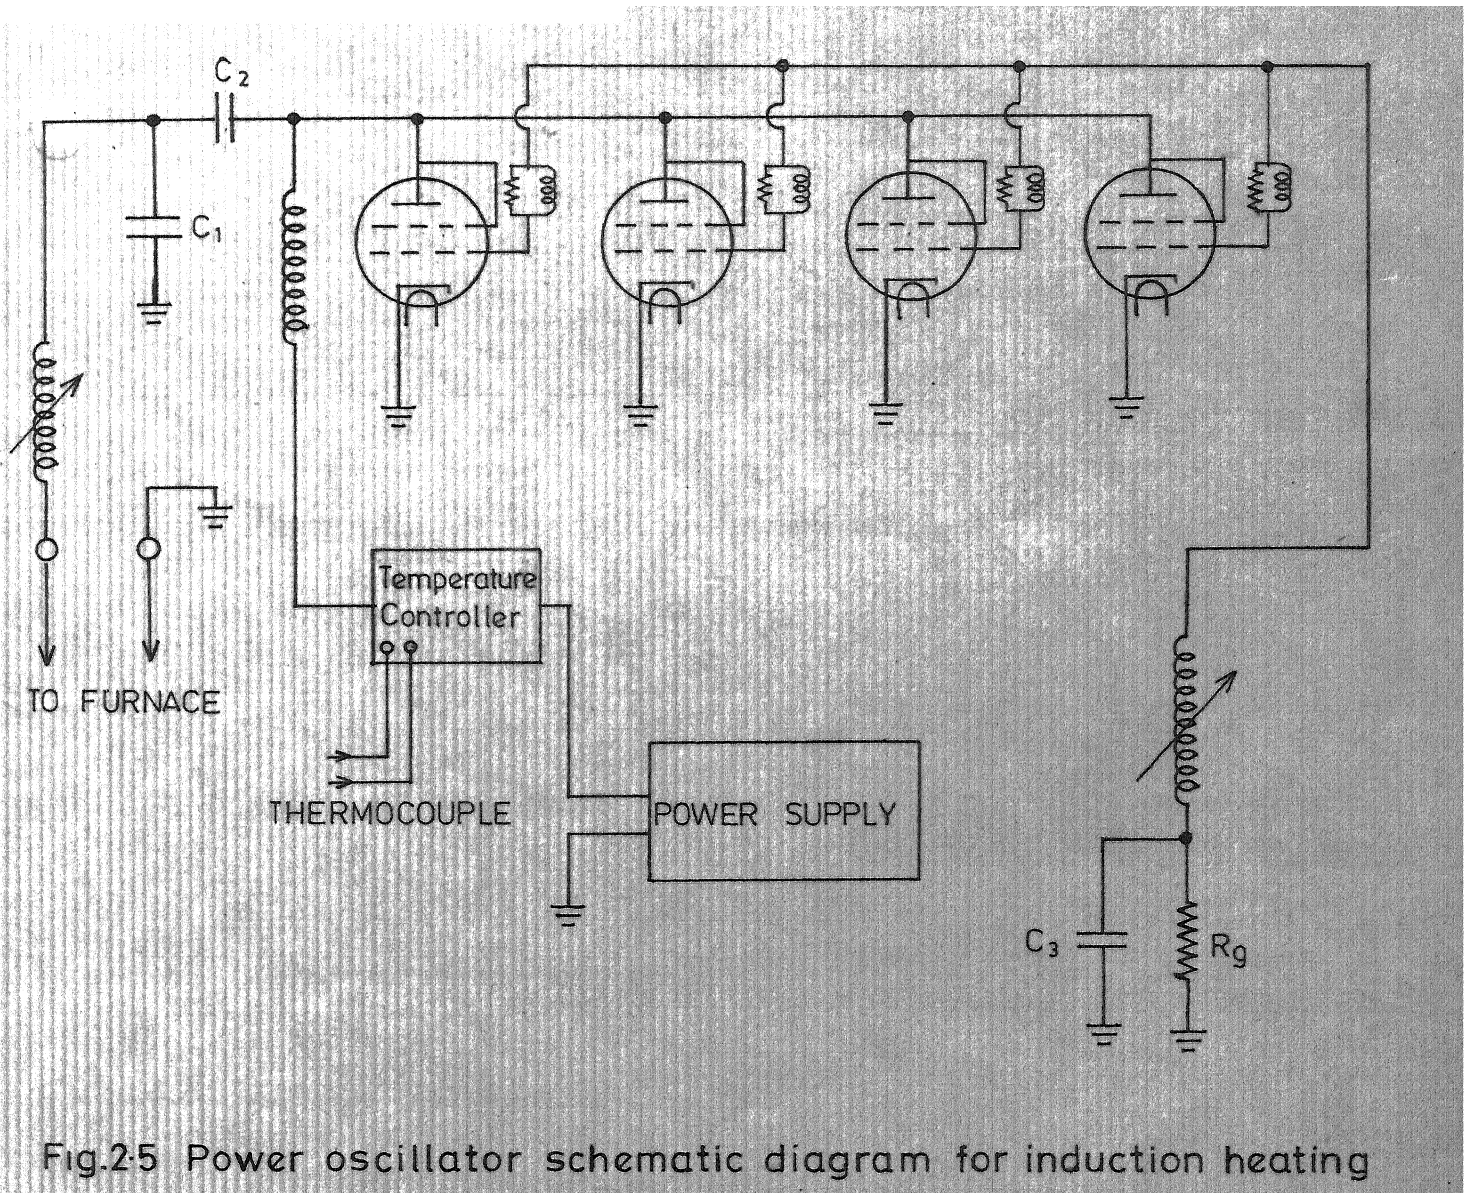 C₂
C₁
Temperature
Controller
TO FURNACE
THERMOCOUPLE
POWER SUPPLY
C₃
Rg
Fig.2·5 Power oscillator schematic diagram for induction heating